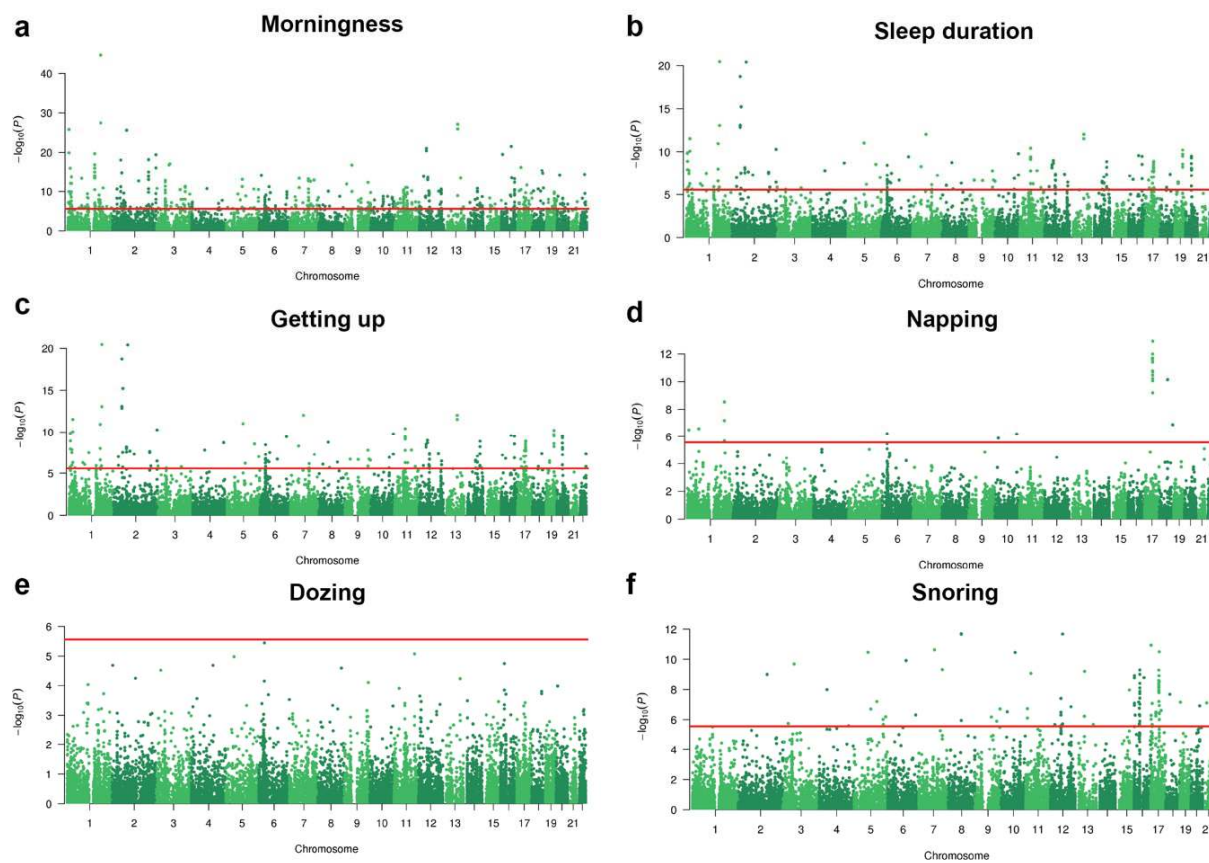 a Morningness
−log₁₀(P)
40
30
20
10
0
1 2 3 4 5 6 7 8 9 10 11 12 13 15 17 19 21
Chromosome
b Sleep duration
−log₁₀(P)
20
15
10
5
0
1 2 3 4 5 6 7 8 9 10 11 12 13 15 17 19 21
Chromosome
c Getting up
−log₁₀(P)
20
15
10
5
0
1 2 3 4 5 6 7 8 9 10 11 12 13 15 17 19 21
Chromosome
d Napping
−log₁₀(P)
12
10
8
6
4
2
0
1 2 3 4 5 6 7 8 9 10 11 12 13 15 17 19 21
Chromosome
e Dozing
−log₁₀(P)
6
5
4
3
2
1
0
1 2 3 4 5 6 7 8 9 10 11 12 13 15 17 19 21
Chromosome
f Snoring
−log₁₀(P)
12
10
8
6
4
2
0
1 2 3 4 5 6 7 8 9 10 11 12 13 15 17 19 2
Chromosome